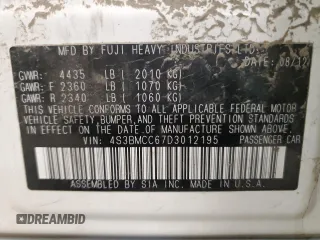 MFD BY FUJI HEAVY INDUSTRIES LTD.
DATE: 08/12
GVWR: 4435 LB ( 2010 KG)
GAWR: F 2360 LB ( 1070 KG)
GAWR: R 2340 LB ( 1060 KG)
THIS VEHICLE CONFORMS TO ALL APPLICABLE FEDERAL MOTOR
VEHICLE SAFETY, BUMPER, AND THEFT PREVENTION STANDARDS
IN EFFECT ON THE DATE OF MANUFACTURE SHOWN ABOVE.
VIN: 4S3BMCC67D3012195
PASSENGER CAR
ASSEMBLED BY SIA INC. IN U.S.A.
DREAMBID